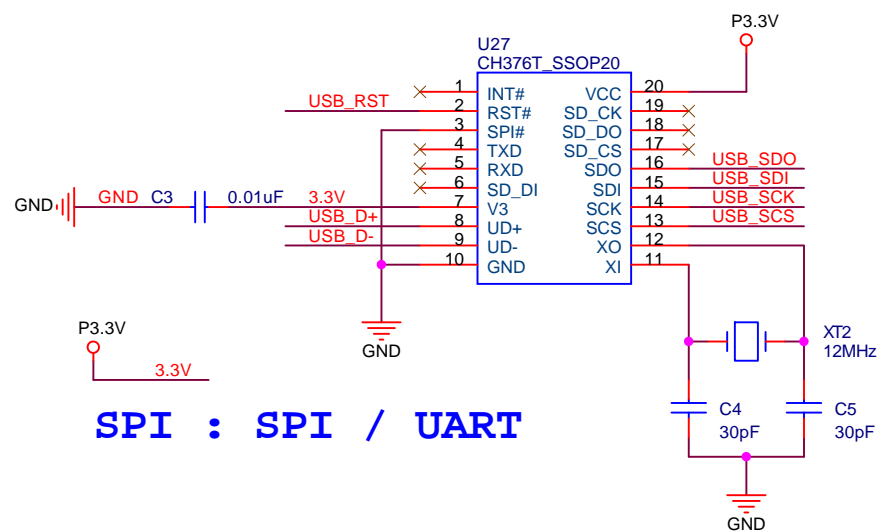 P3.3V
U27
CH376T_SSOP20
1 INT# VCC 20
USB_RST 2 RST# SD_CK 19
3 SPI# SD_DO 18
4 TXD SD_CS 17
5 RXD SDO 16 USB_SDO
6 SD_DI SDI 15 USB_SDI
GND GND C3 0.01uF 3.3V 7 V3 SCK 14 USB_SCK
USB_D+ 8 UD+ SCS 13 USB_SCS
USB_D- 9 UD- XO 12
10 GND XI 11
P3.3V
GND
XT2
12MHz
3.3V
SPI : SPI / UART
C4
30pF
C5
30pF
GND